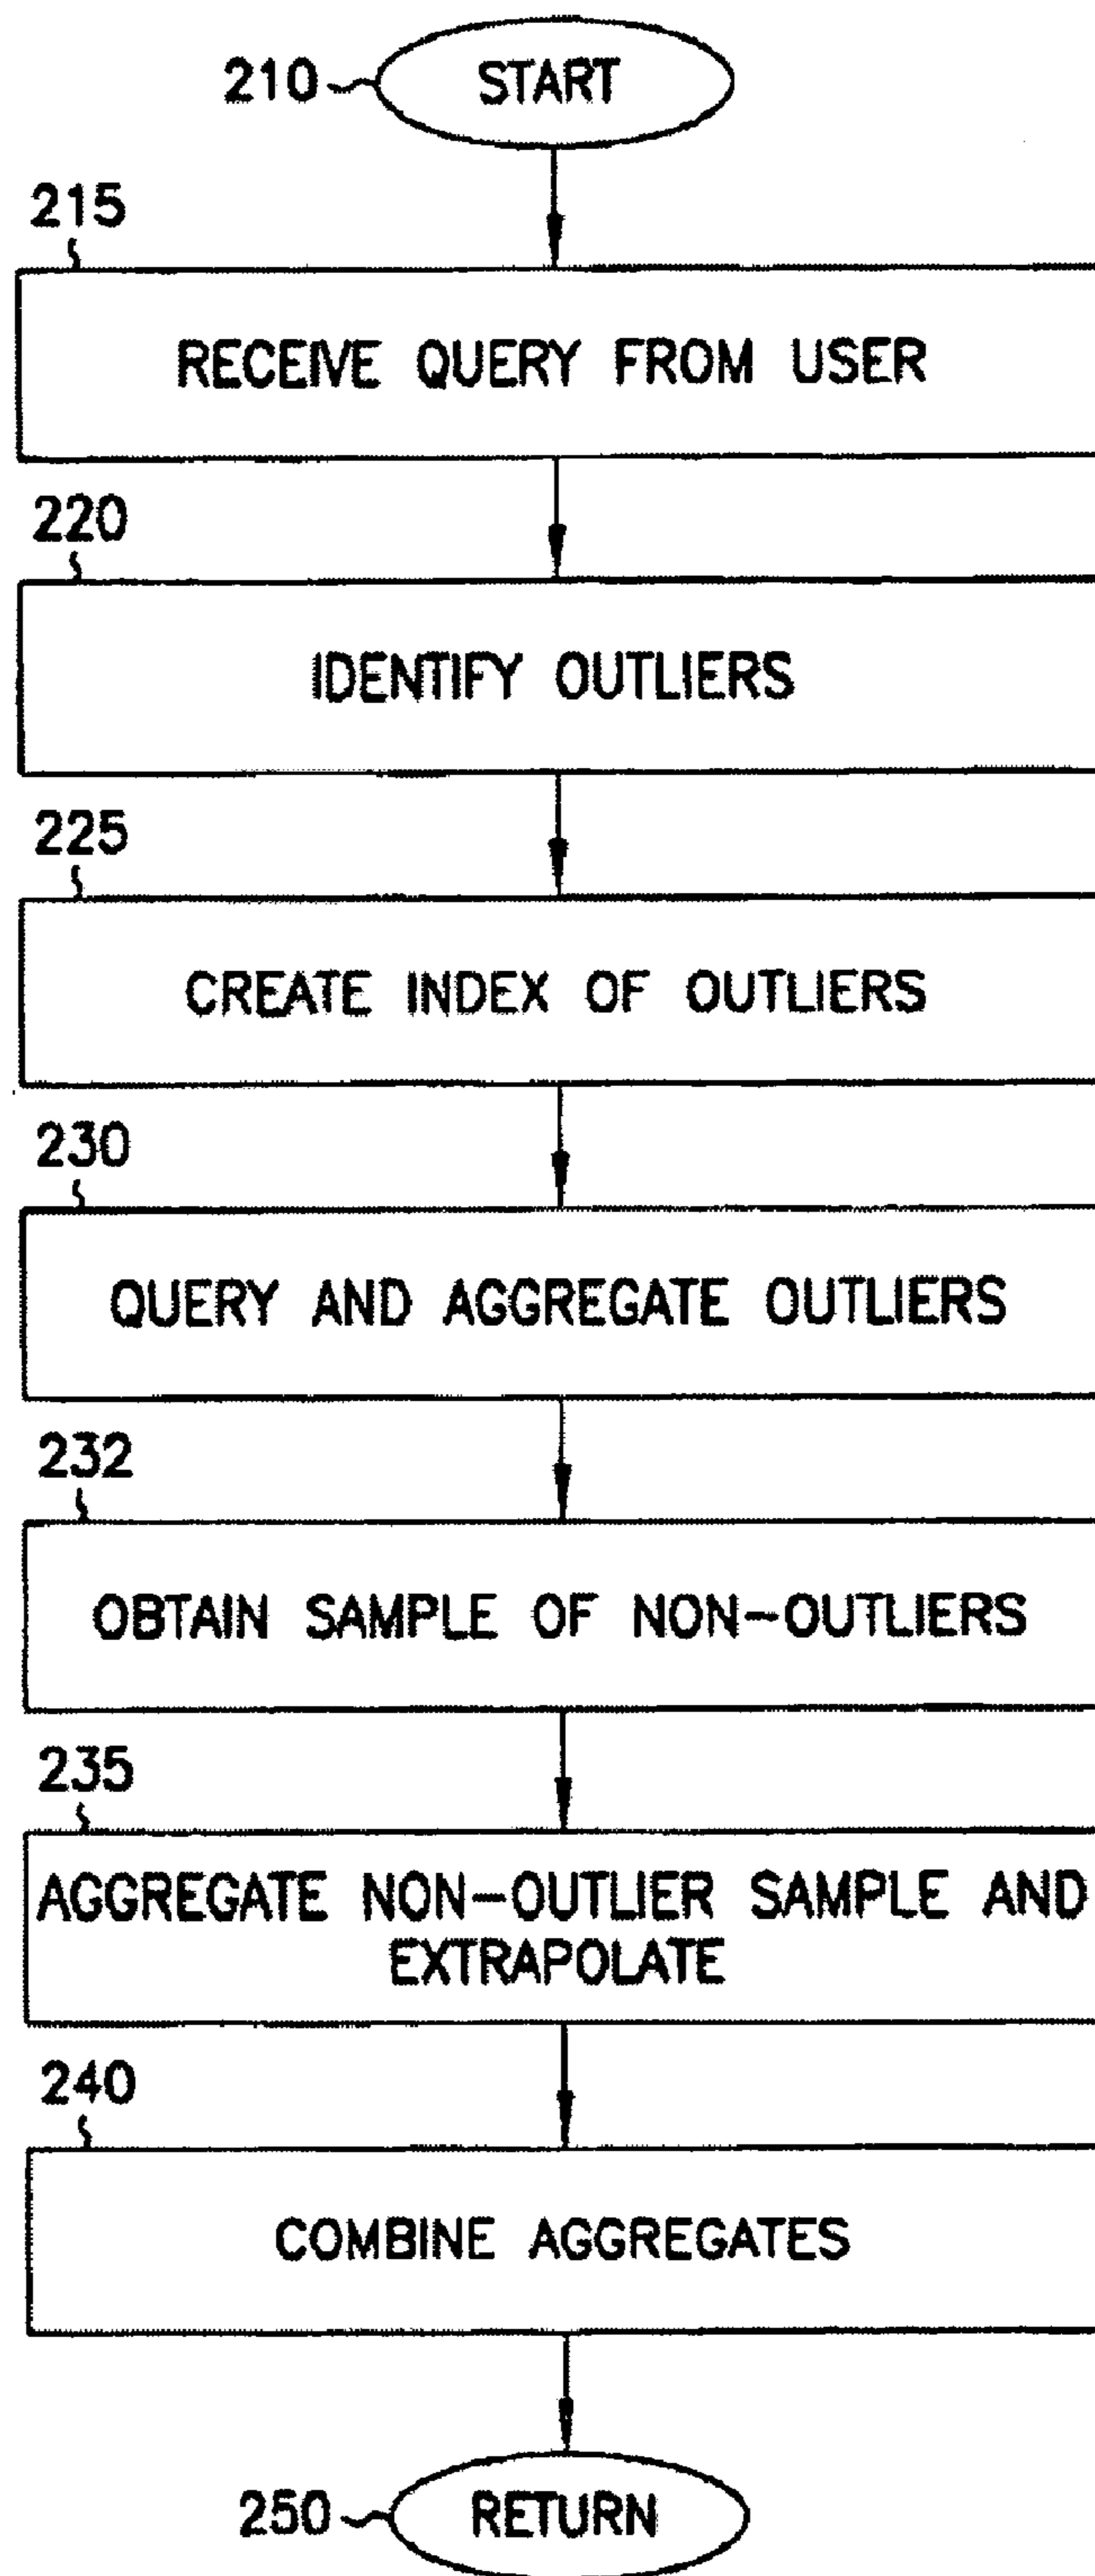 210
START
215
RECEIVE QUERY FROM USER
220
IDENTIFY OUTLIERS
225
CREATE INDEX OF OUTLIERS
230
QUERY AND AGGREGATE OUTLIERS
232
OBTAIN SAMPLE OF NON-OUTLIERS
235
AGGREGATE NON-OUTLIER SAMPLE AND
EXTRAPOLATE
240
COMBINE AGGREGATES
250
RETURN